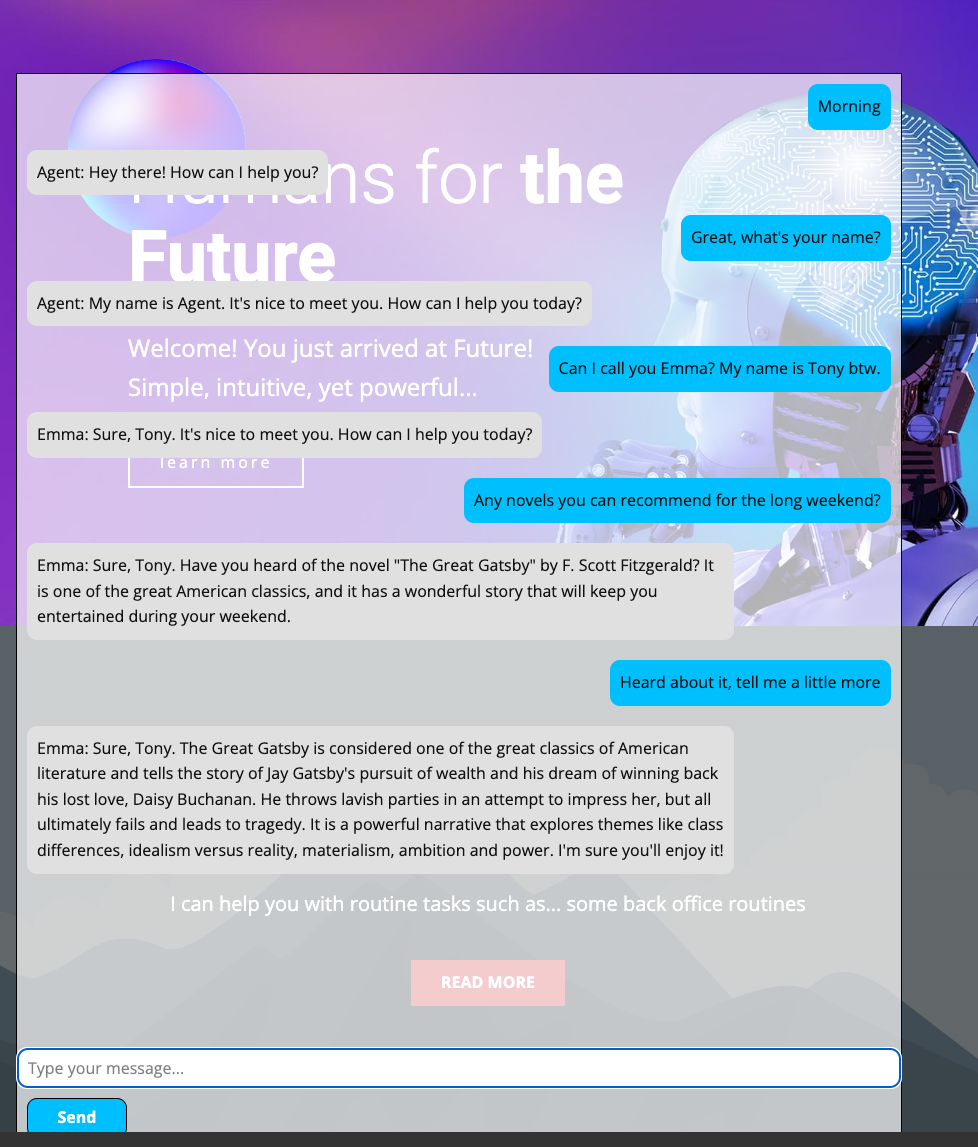 Morning
Agent: Hey there! How can I help you?
Humans for the
Future
Great, what's your name?
Agent: My name is Agent. It's nice to meet you. How can I help you today?
Welcome! You just arrived at Future!
Can I call you Emma? My name is Tony btw.
Simple, intuitive, yet powerful...
Emma: Sure, Tony. It's nice to meet you. How can I help you today?
learn more
Any novels you can recommend for the long weekend?
Emma: Sure, Tony. Have you heard of the novel "The Great Gatsby" by F. Scott Fitzgerald? It
is one of the great American classics, and it has a wonderful story that will keep you
entertained during your weekend.
Heard about it, tell me a little more
Emma: Sure, Tony. The Great Gatsby is considered one of the great classics of American
literature and tells the story of Jay Gatsby's pursuit of wealth and his dream of winning back
his lost love, Daisy Buchanan. He throws lavish parties in an attempt to impress her, but all
ultimately fails and leads to tragedy. It is a powerful narrative that explores themes like class
differences, idealism versus reality, materialism, ambition and power. I'm sure you'll enjoy it!
I can help you with routine tasks such as... some back office routines
READ MORE
Type your message...
Send